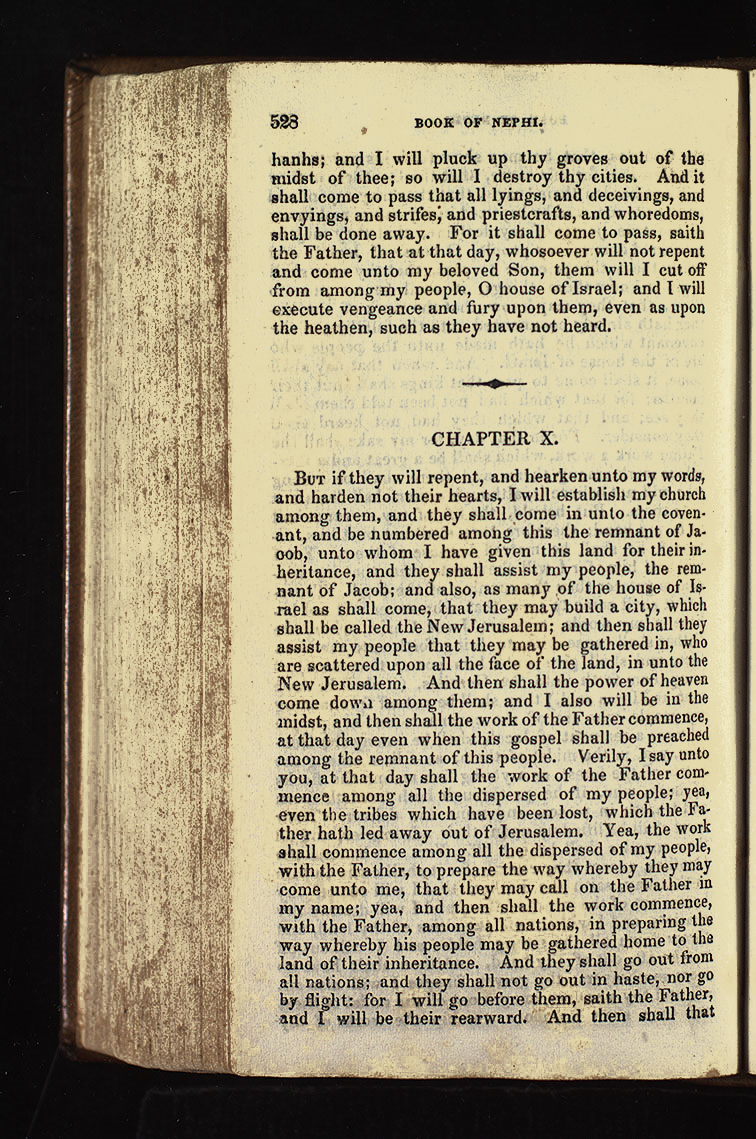 528 BOOK OF NEPHI.
hanhs; and I will pluck up thy groves out of the
midst of thee; so will I destroy thy cities. And it
shall come to pass that all lyings, and deceivings, and
envyings, and strifes, and priestcrafts, and whoredoms,
shall be done away. For it shall come to pass, saith
the Father, that at that day, whosoever will not repent
and come unto my beloved Son, them will I cut off
from among my people, O house of Israel; and I will
execute vengeance and fury upon them, even as upon
the heathen, such as they have not heard.
CHAPTER X.
BUT if they will repent, and hearken unto my words,
and harden not their hearts, I will establish my church
among them, and they shall come in unto the coven-
ant, and be numbered among this the remnant of Ja-
oob, unto whom I have given this land for their in-
heritance, and they shall assist my people, the rem-
nant of Jacob; and also, as many of the house of Is-
rael as shall come, that they may build a city, which
shall be called the New Jerusalem; and then shall they
assist my people that they may be gathered in, who
are scattered upon all the face of the land, in unto the
New Jerusalem. And then shall the power of heaven
come down among them; and I also will be in the
midst, and then shall the work of the Father commence,
at that day even when this gospel shall be preached
among the remnant of this people. Verily, I say unto
you, at that day shall the work of the Father com-
mence among all the dispersed of my people; yea,
even the tribes which have been lost, which the Fa-
ther hath led away out of Jerusalem. Yea, the work
shall commence among all the dispersed of my people,
with the Father, to prepare the way whereby they may
come unto me, that they may call on the Father in
my name; yea, and then shall the work commence,
with the Father, among all nations, in preparing the
way whereby his people may be gathered home to the
land of their inheritance. And they shall go out from
all nations; and they shall not go out in haste, nor go
by flight: for I will go before them, saith the Father,
and I will be their rearward. And then shall that